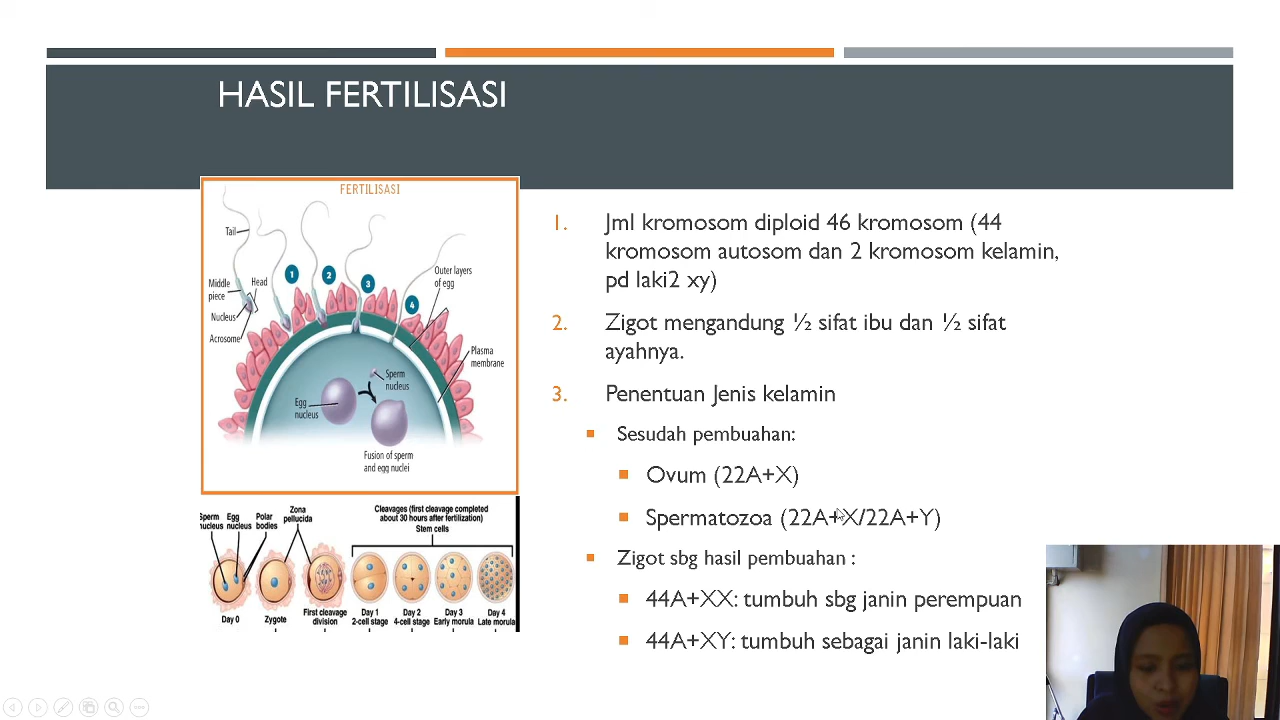 HASIL FERTILISASI
FERTILISASI
Tail
Middle
piece
Head
Nucleus
Acrosome
1
2
3
4
Outer layers
of egg
Plasma
membrane
Sperm
nucleus
Egg
nucleus
Fusion of sperm
and egg nuclei
Sperm
nucleus
Egg
nucleus
Polar
bodies
Zona
pellucida
Cleavages (first cleavage completed
about 30 hours after fertilization)
Stem cells
Day 0
Zygote
First cleavage
division
Day 1
2-cell stage
Day 2
4-cell stage
Day 3
Early morula
Day 4
Late morula
1. Jml kromosom diploid 46 kromosom (44
kromosom autosom dan 2 kromosom kelamin,
pd laki2 xy)
2. Zigot mengandung ½ sifat ibu dan ½ sifat
ayahnya.
3. Penentuan Jenis kelamin
Sesudah pembuahan:
Ovum (22A+X)
Spermatozoa (22A+X/22A+Y)
Zigot sbg hasil pembuahan :
44A+XX: tumbuh sbg janin perempuan
44A+XY: tumbuh sebagai janin laki-laki